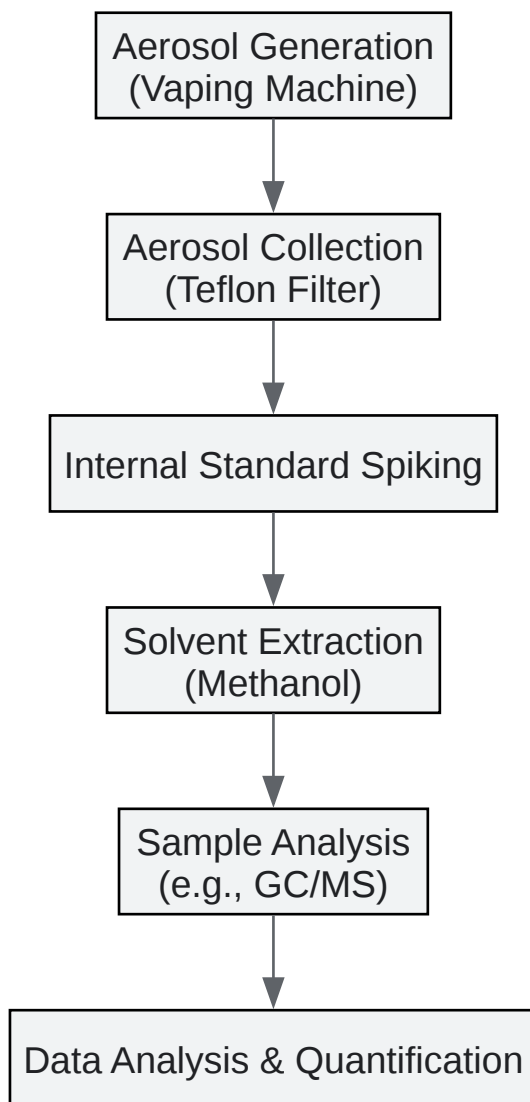 Aerosol Generation
(Vaping Machine)
Aerosol Collection
(Teflon Filter)
Internal Standard Spiking
Solvent Extraction
(Methanol)
Sample Analysis
(e.g., GC/MS)
Data Analysis & Quantification